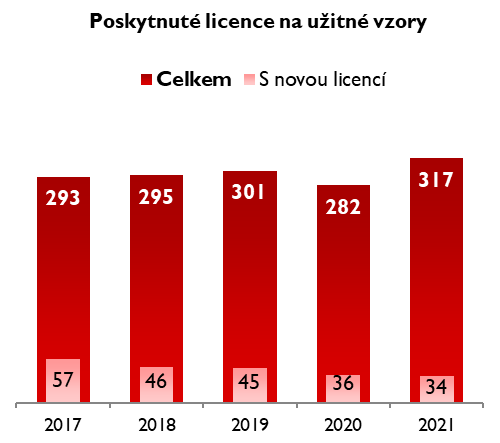 Poskytnuté licence na užitné vzory
Celkem S novou licencí
293 295 301 282 317
57 46 45 36 34
2017 2018 2019 2020 2021